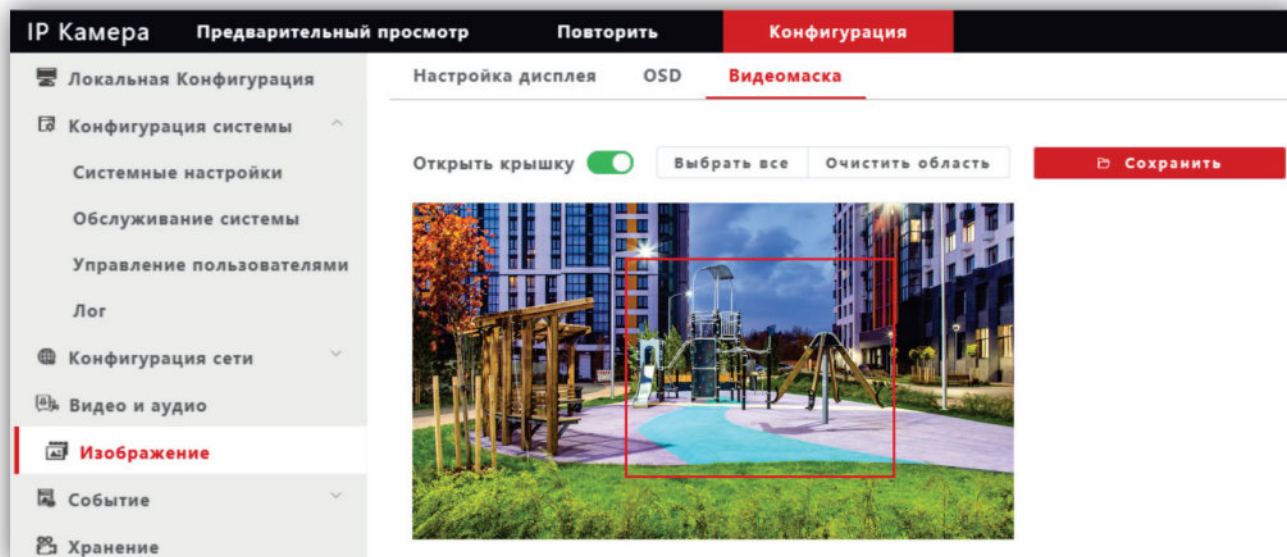 IP Камера Предварительный просмотр Повторить Конфигурация
Локальная Конфигурация
Настройка дисплея OSD Видеомаска
Конфигурация системы
Открыть крышку Выбрать все Очистить область Сохранить
Системные настройки
Обслуживание системы
Управление пользователями
Лог
Конфигурация сети
Видео и аудио
Изображение
Событие
Хранение